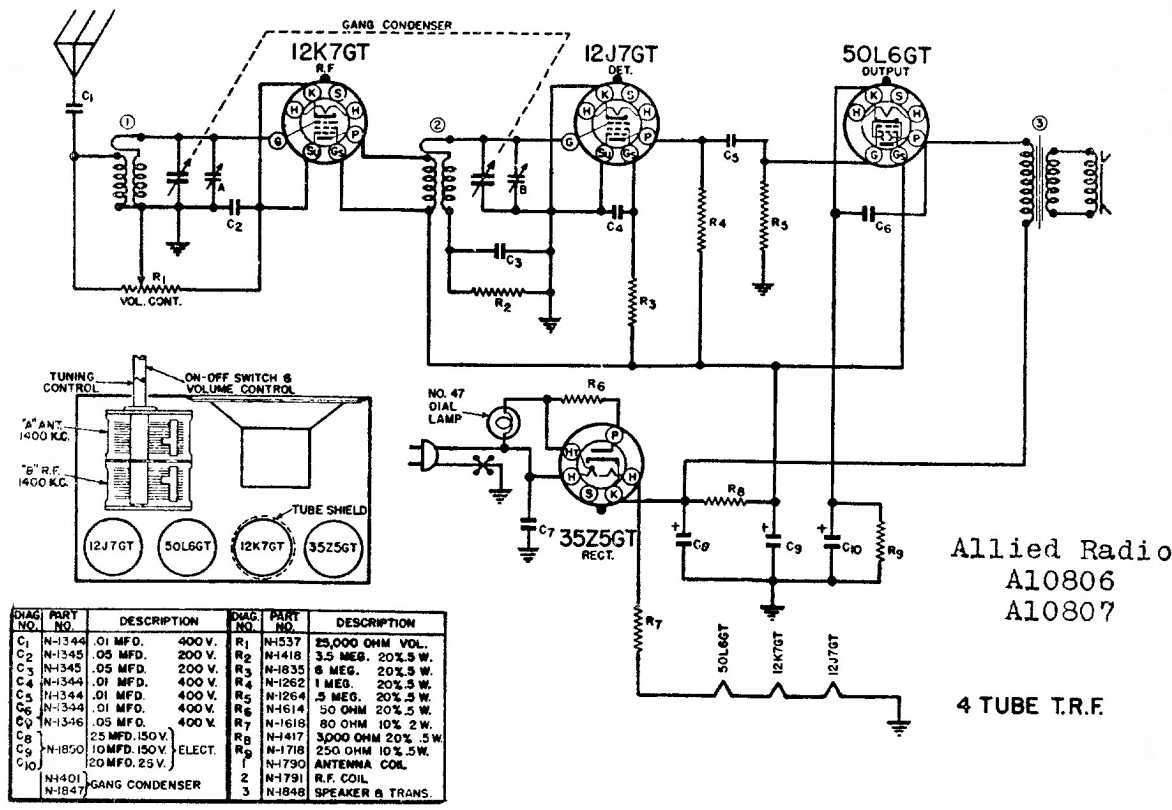 GANG CONDENSER
12K7GT
R.F
12J7GT
DET.
50L6GT
OUTPUT
K
S
H
H
G
P
Su
Gs
K
S
H
H
G
P
Su
Gs
K
S
H
H
P
G
Gs
C1
1
A
C2
R1
VOL. CONT.
2
B
C3
R2
C4
R3
C5
R4
R5
C6
3
TUNING CONTROL
ON-OFF SWITCH & VOLUME CONTROL
"A" ANT. 1400 K.C.
"B" R.F. 1400 K.C.
TUBE SHIELD
12J7GT
50L6GT
12K7GT
35Z5GT
NO. 47
DIAL
LAMP
R6
P
HT
H
H
S
K
35Z5GT
RECT.
C7
R8
+
C8
+
C9
+
C10
R9
R7
50L6GT
12K7GT
12J7GT
Allied Radio
A10806
A10807
4 TUBE T.R.F.
DIAG. NO. PART NO. DESCRIPTION DIAG. NO. PART NO. DESCRIPTION
C1 N-1344 .01 MFD. 400 V. R1 N-1537 25,000 OHM VOL.
C2 N-1345 .05 MFD. 200 V. R2 N-1418 3.5 MEG. 20% .5 W.
C3 N-1345 .05 MFD. 200 V. R3 N-1835 6 MEG. 20% .5 W.
C4 N-1344 .01 MFD. 400 V. R4 N-1262 1 MEG. 20% .5 W.
C5 N-1344 .01 MFD. 400 V. R5 N-1264 .5 MEG. 20% .5 W.
C6 N-1344 .01 MFD. 400 V. R6 N-1614 50 OHM 20% .5 W.
C7 N-1346 .05 MFD. 400 V. R7 N-1618 80 OHM 10% 2 W.
C8 25 MFD. 150 V. R8 N-1417 3,000 OHM 20% .5 W.
C9 N-1850 10 MFD. 150 V. ELECT. R9 N-1718 250 OHM 10% .5 W.
C10 20 MFD. 25 V. 1 N-1790 ANTENNA COIL
N-1401 GANG CONDENSER 2 N-1791 R.F. COIL
N-1847 3 N-1848 SPEAKER & TRANS.